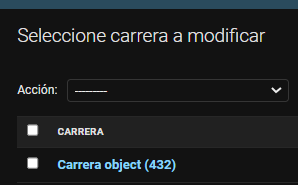 Seleccione carrera a modificar
Acción: ---------
CARRERA
Carrera object (432)